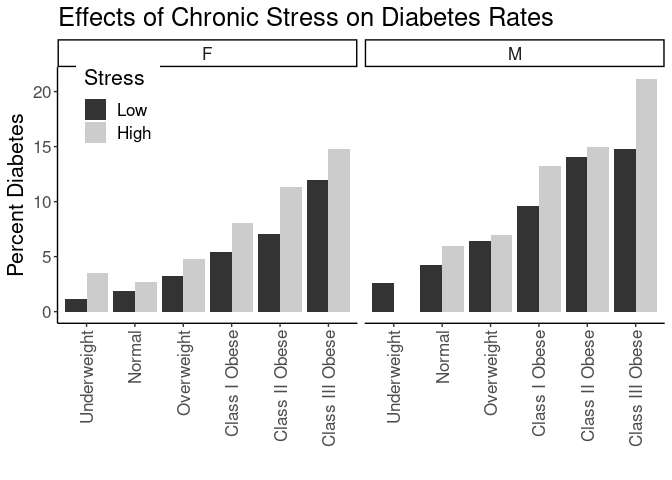 Effects of Chronic Stress on Diabetes Rates
F
M
Stress
Low
High
Percent Diabetes
20
15
10
5
0
Underweight
Normal
Overweight
Class I Obese
Class II Obese
Class III Obese
Underweight
Normal
Overweight
Class I Obese
Class II Obese
Class III Obese